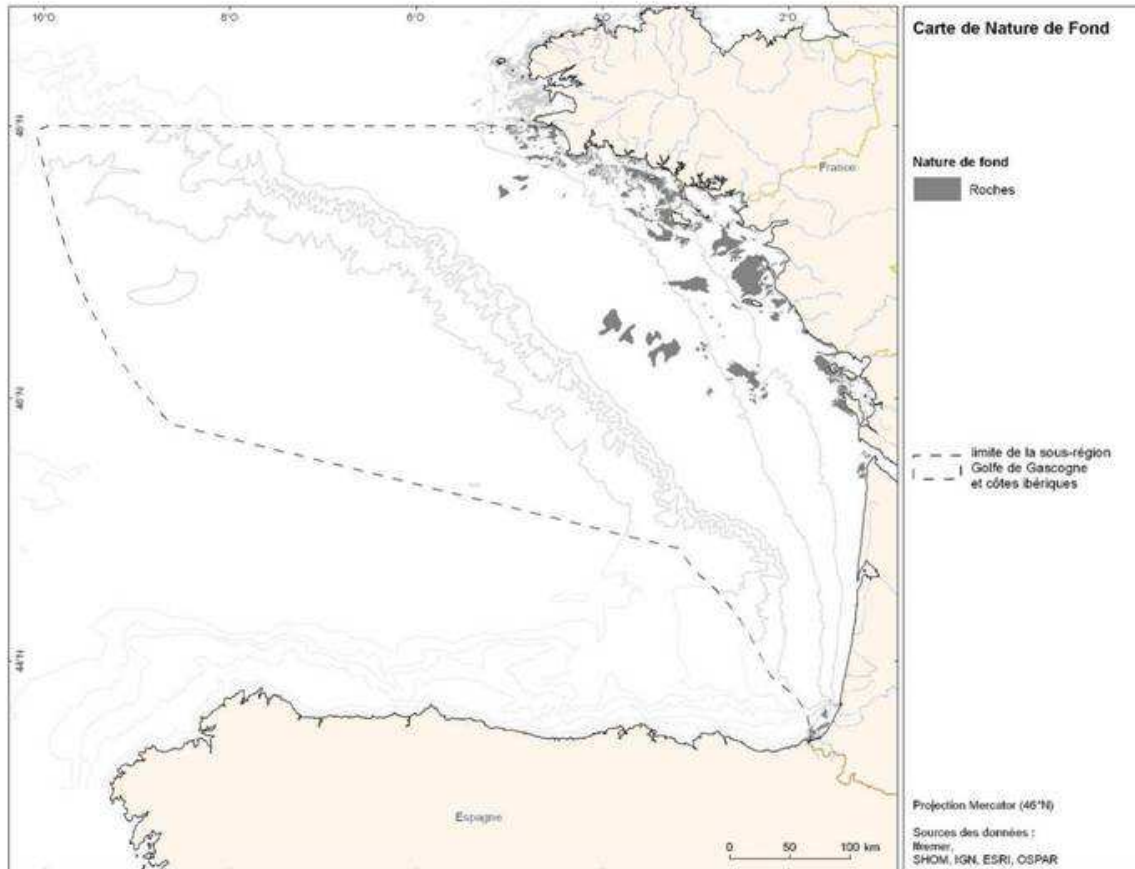 10°O 8°O 6°O 4°O 2°O
Carte de Nature de Fond
48°N
France
Nature de fond
Roches
46°N
limite de la sous-région
Golfe de Gascogne
et côtes ibériques
44°N
Espagne
0 50 100 km
Projection Mercator (46°N)
Sources des données :
Ifremer,
SHOM, IGN, ESRI, OSPAR